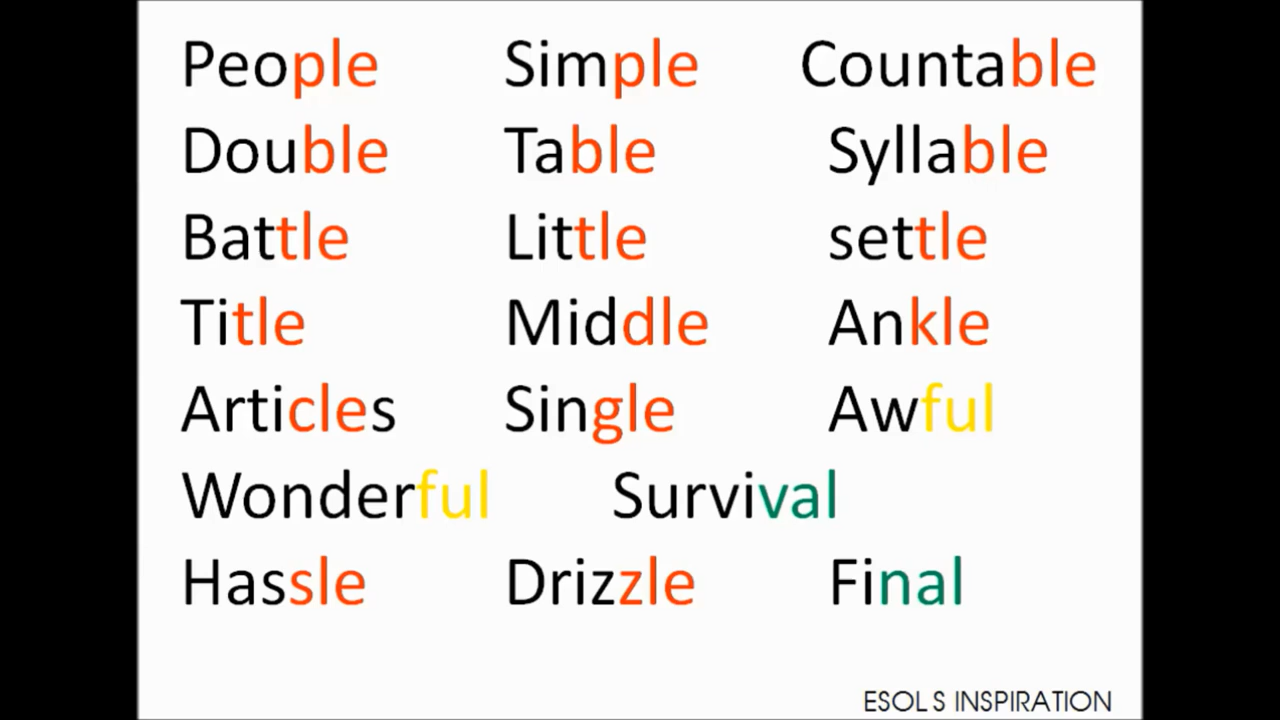 People Simple Countable
Double Table Syllable
Battle Little settle
Title Middle Ankle
Articles Single Awful
Wonderful Survival
Hassle Drizzle Final
ESOL S INSPIRATION